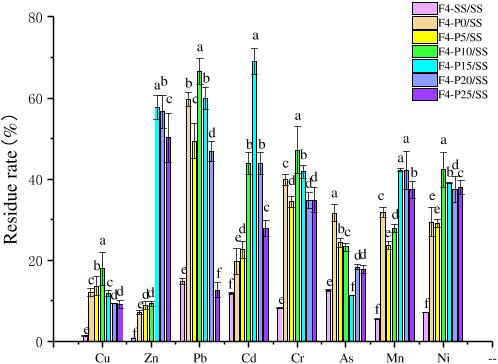 F4-SS/SS
F4-P0/SS
F4-P5/SS
F4-P10/SS
F4-P15/SS
F4-P20/SS
F4-P25/SS
Residue rate (%)
80
60
40
20
0
e c b a c d d
e d c c a b c
f b c a b d f
f e d b a b c
e c d a b d d
e a b c f d d
f c e d a b d
f e e a c d b
Cu Zn Pb Cd Cr As Mn Ni --